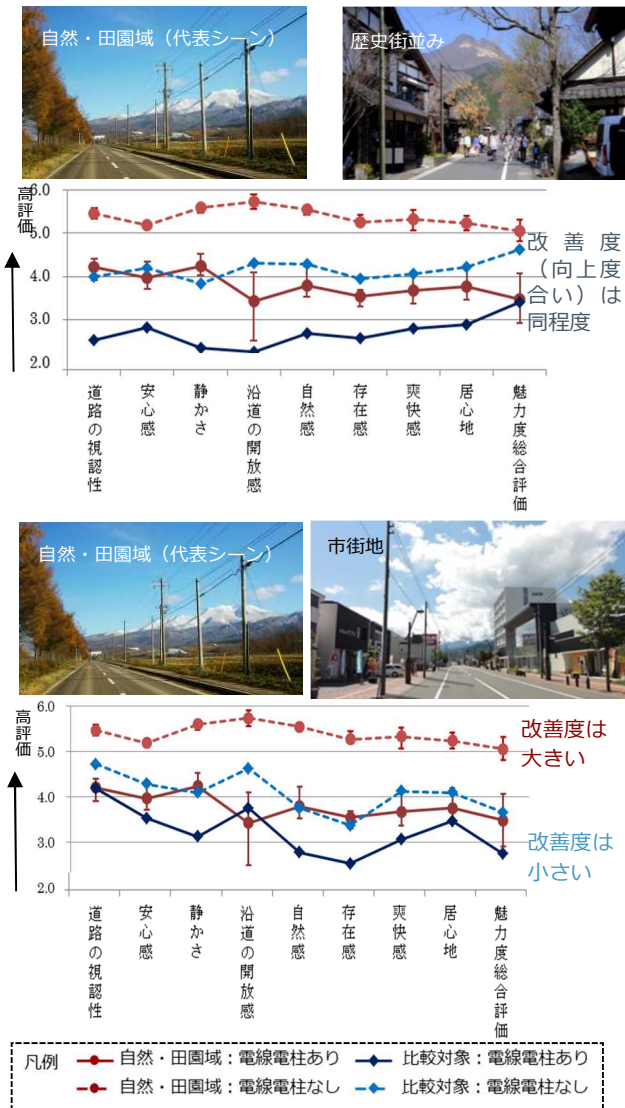 自然・田園域（代表シーン）
歴史街並み
高評価
6.0
5.0
4.0
3.0
2.0
改善度
（向上度
合い）は
同程度
道路の視認性
安心感
静かさ
沿道の開放感
自然感
存在感
爽快感
居心地
魅力度総合評価
自然・田園域（代表シーン）
市街地
高評価
6.0
5.0
4.0
3.0
2.0
改善度は
大きい
改善度は
小さい
道路の視認性
安心感
静かさ
沿道の開放感
自然感
存在感
爽快感
居心地
魅力度総合評価
凡例 自然・田園域：電線電柱あり 比較対象：電線電柱あり
自然・田園域：電線電柱なし 比較対象：電線電柱なし